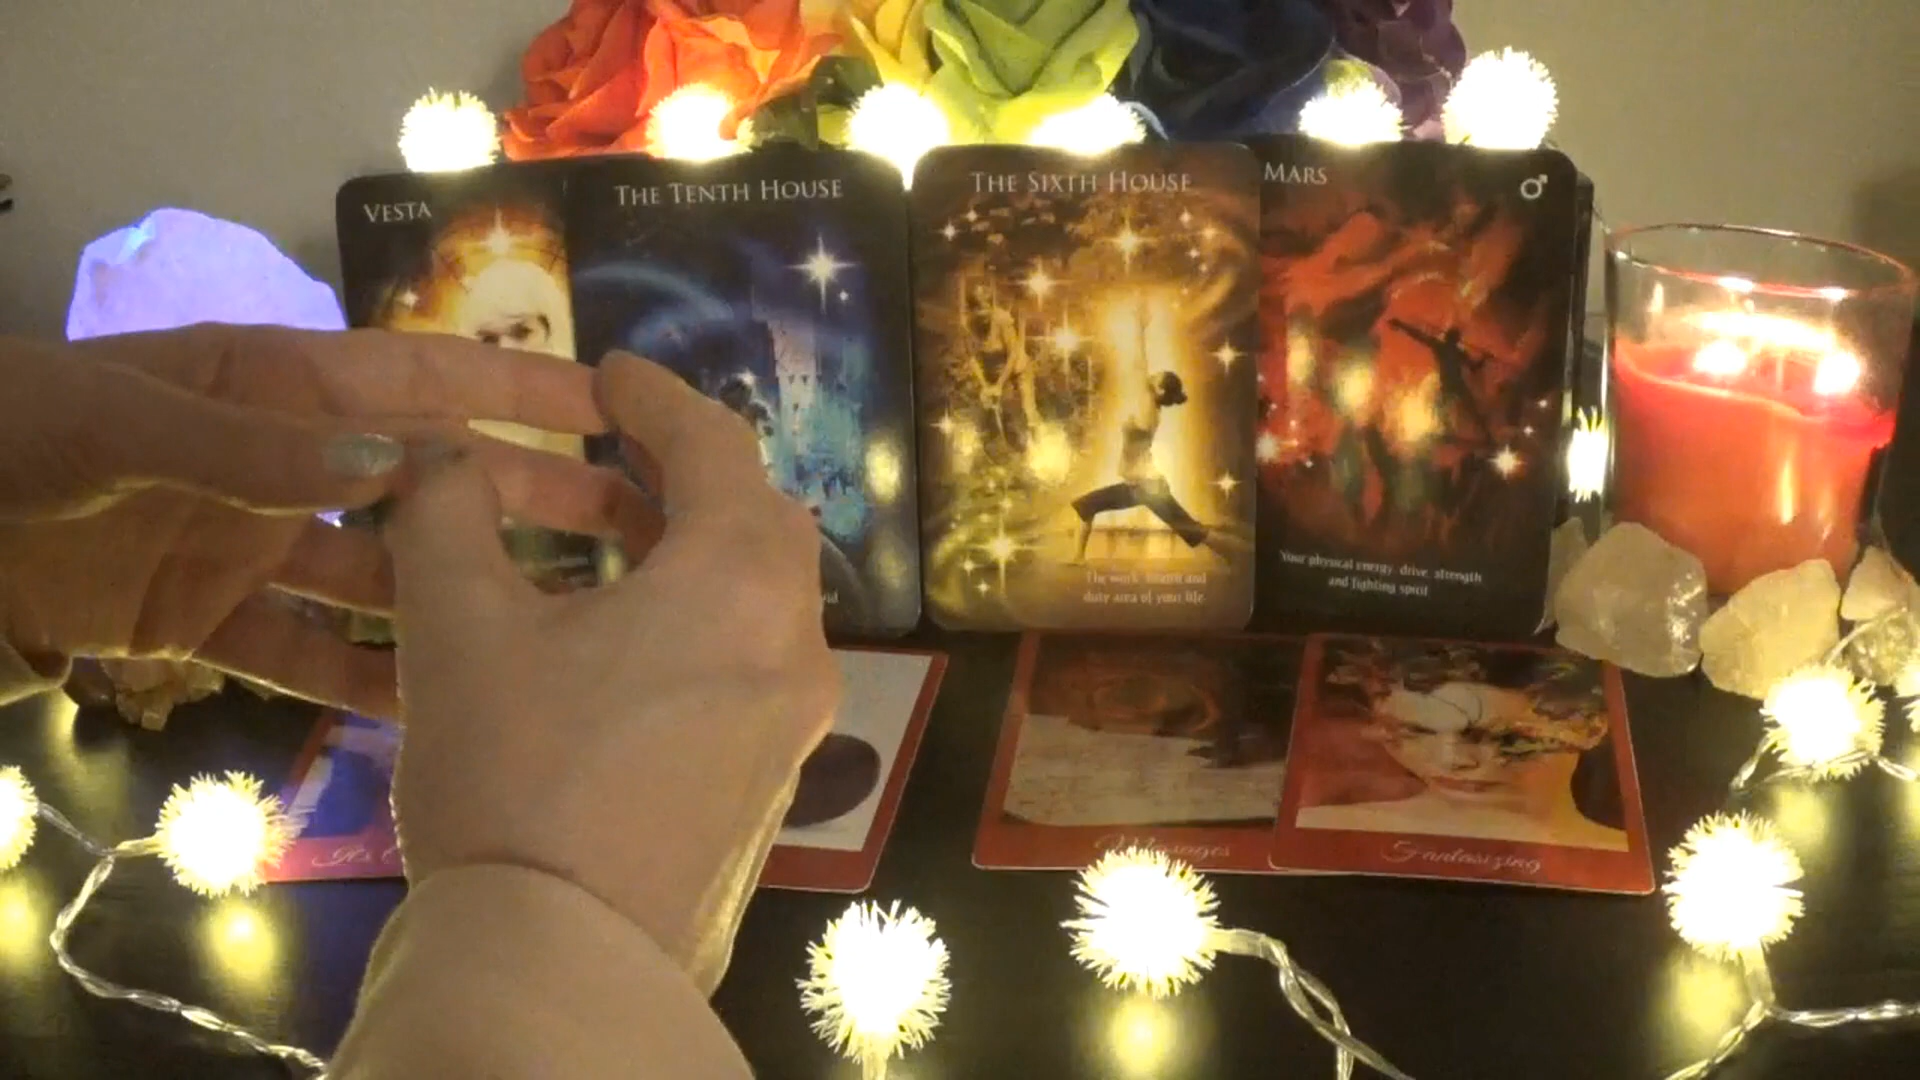 VESTA
THE TENTH HOUSE
THE SIXTH HOUSE
MARS
The work, health and
duty area of your life
Your physical energy, drive, strength
and fighting spirit
Messages
Fantasizing